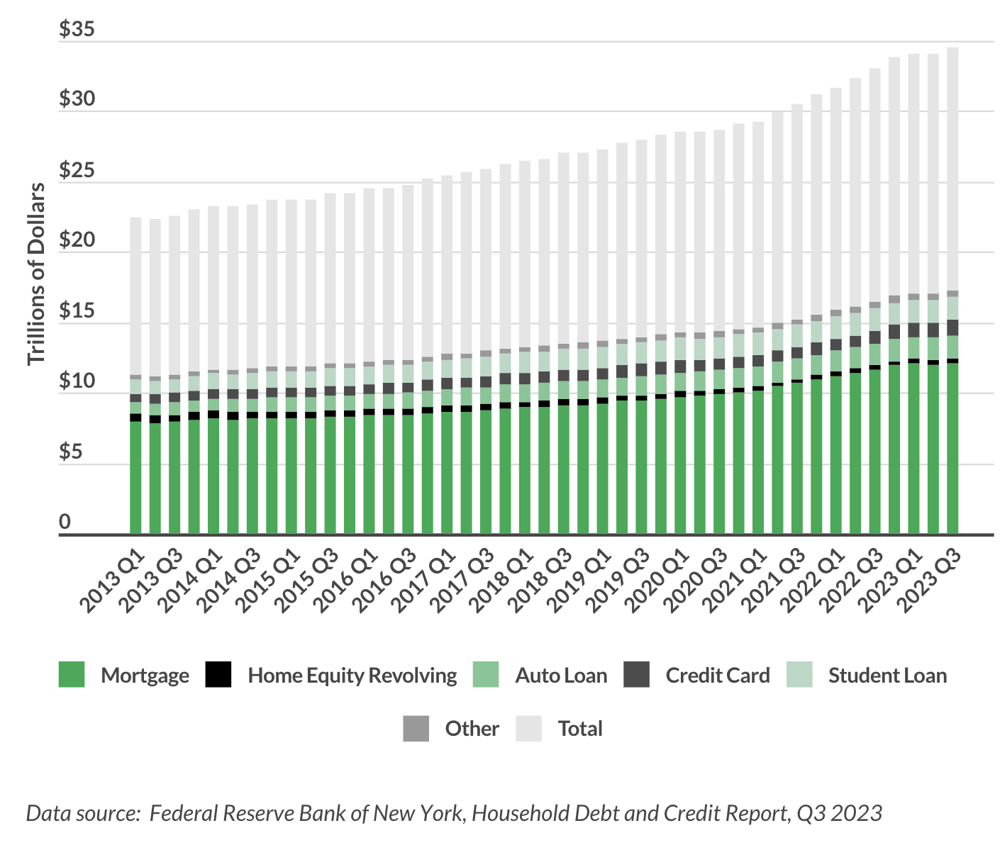 $35
$30
$25
$20
$15
$10
$5
0
Trillions of Dollars
2013 Q1
2013 Q3
2014 Q1
2014 Q3
2015 Q1
2015 Q3
2016 Q1
2016 Q3
2017 Q1
2017 Q3
2018 Q1
2018 Q3
2019 Q1
2019 Q3
2020 Q1
2020 Q3
2021 Q1
2021 Q3
2022 Q1
2022 Q3
2023 Q1
2023 Q3
Mortgage Home Equity Revolving Auto Loan Credit Card Student Loan
Other Total
Data source: Federal Reserve Bank of New York, Household Debt and Credit Report, Q3 2023